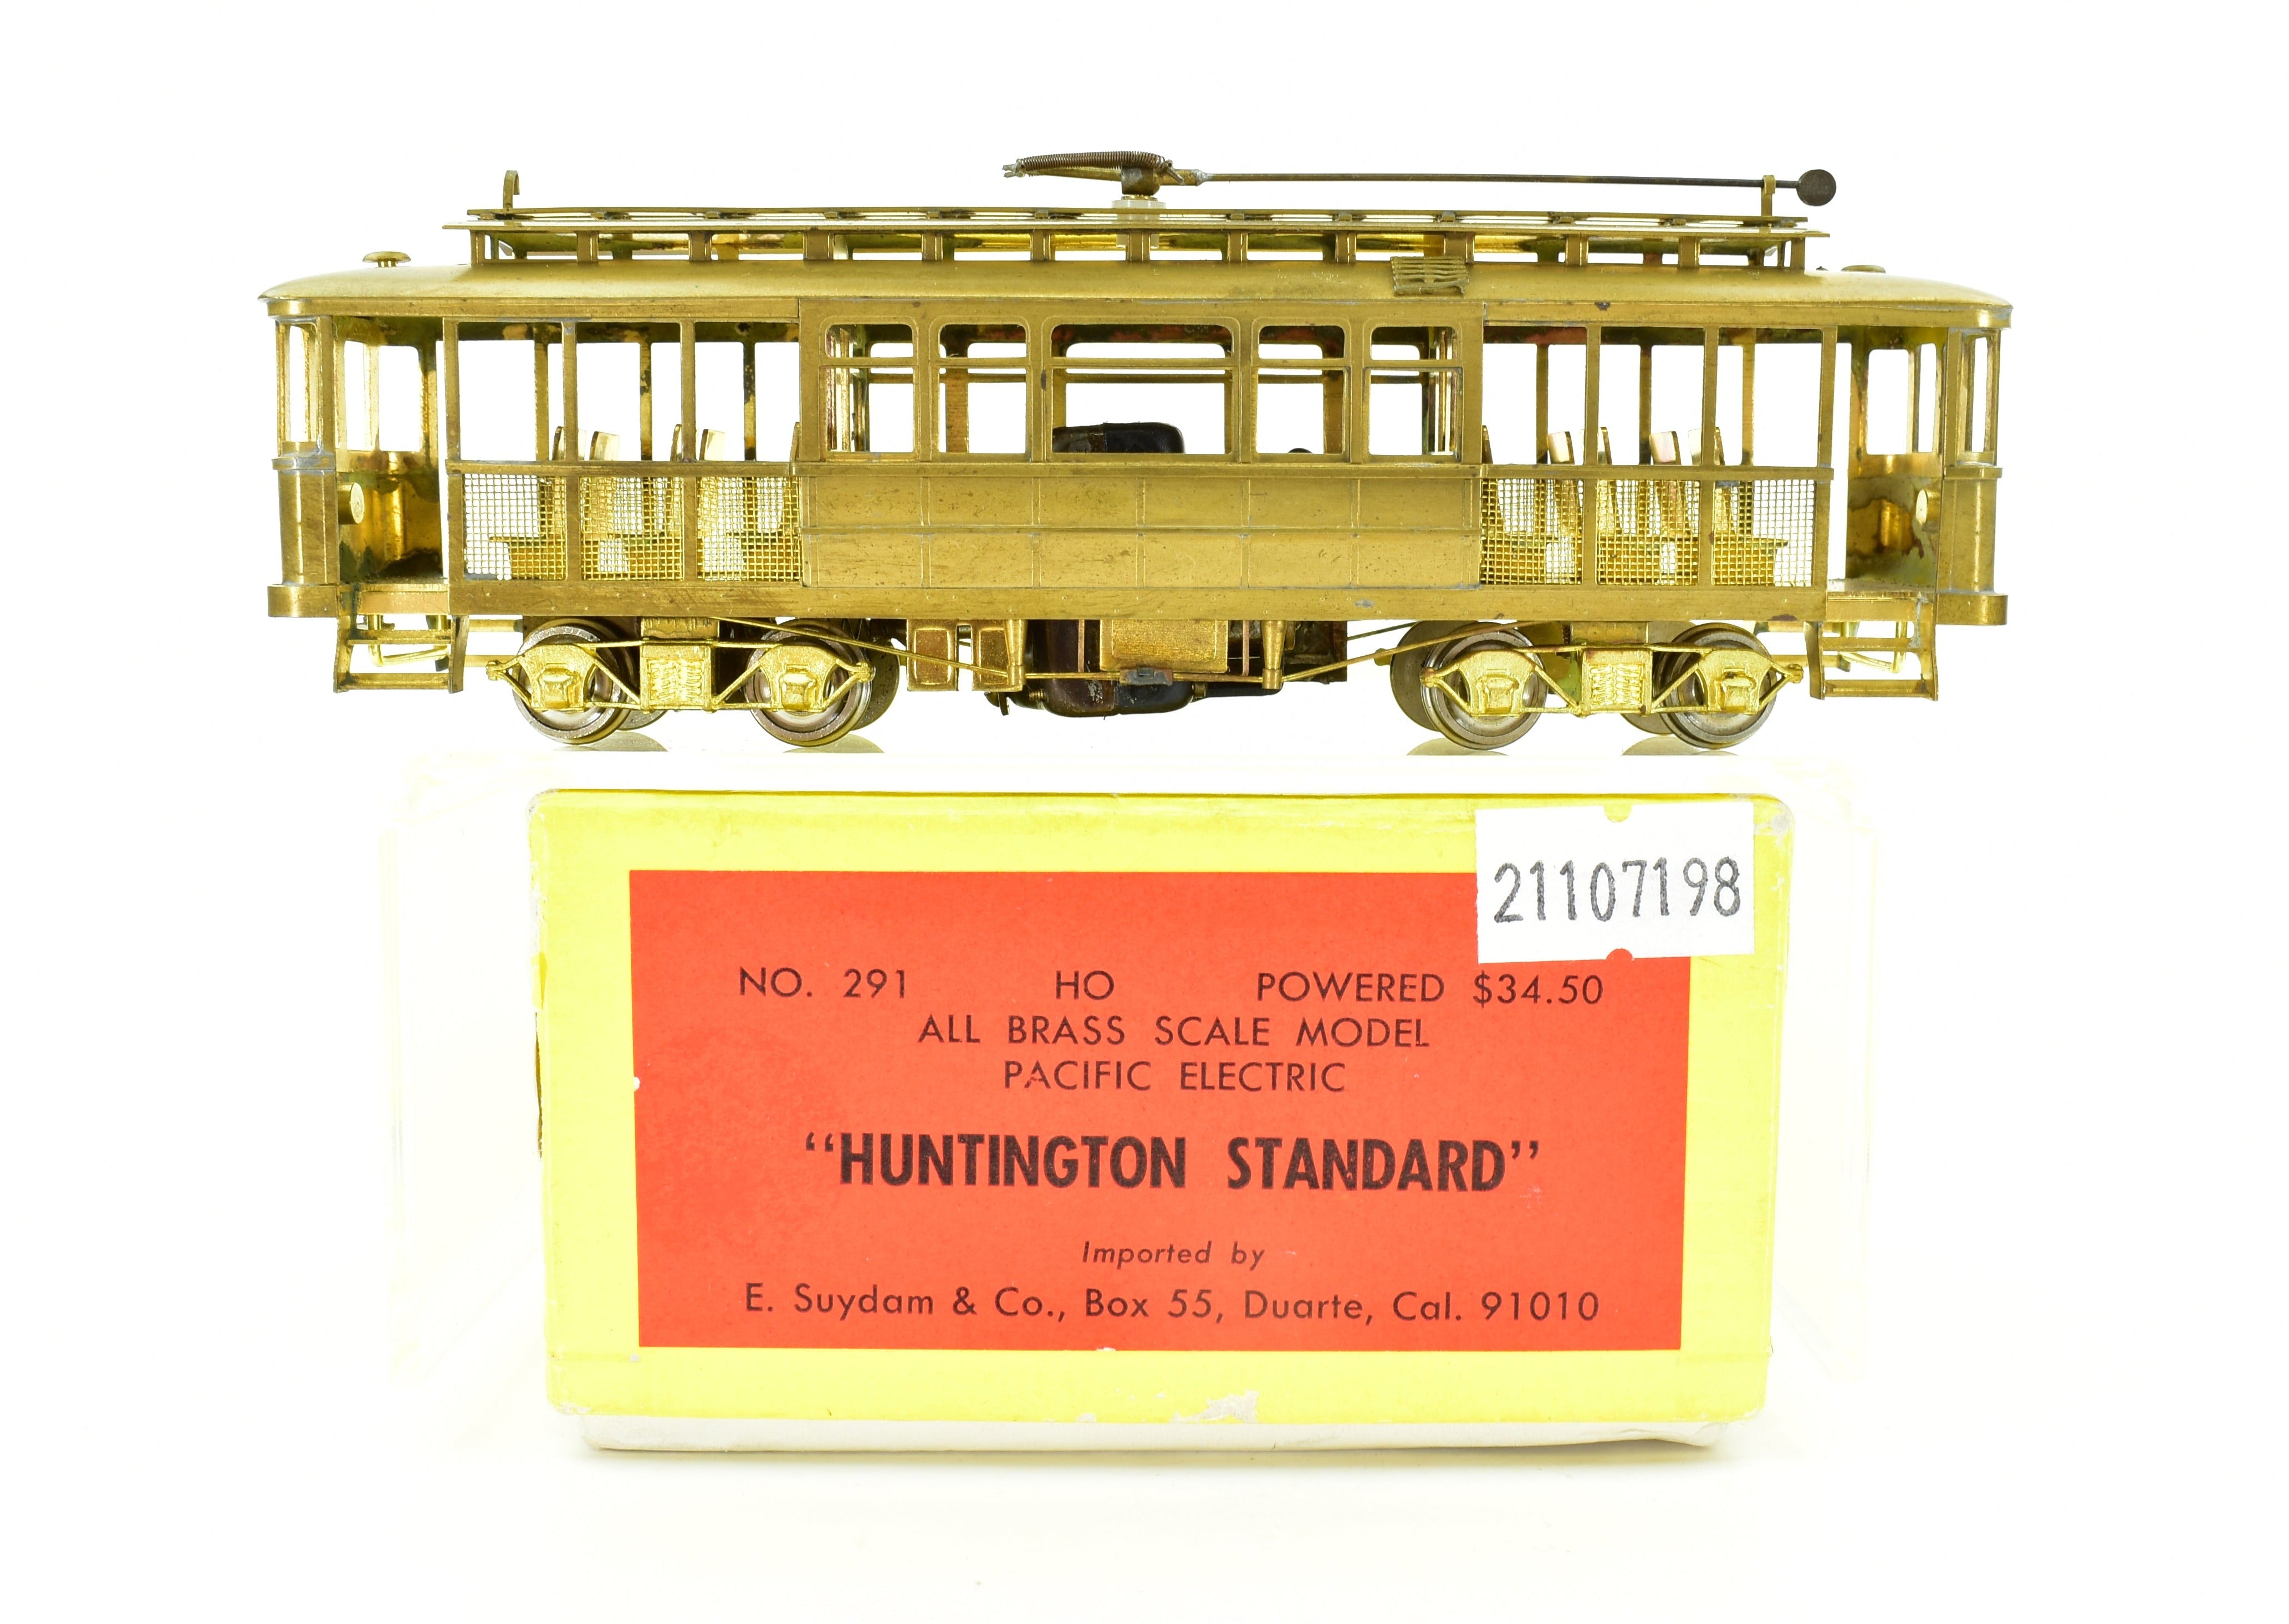 21107198
NO. 291 HO POWERED $34.50
ALL BRASS SCALE MODEL
PACIFIC ELECTRIC
“HUNTINGTON STANDARD”
Imported by
E. Suydam & Co., Box 55, Duarte, Cal. 91010